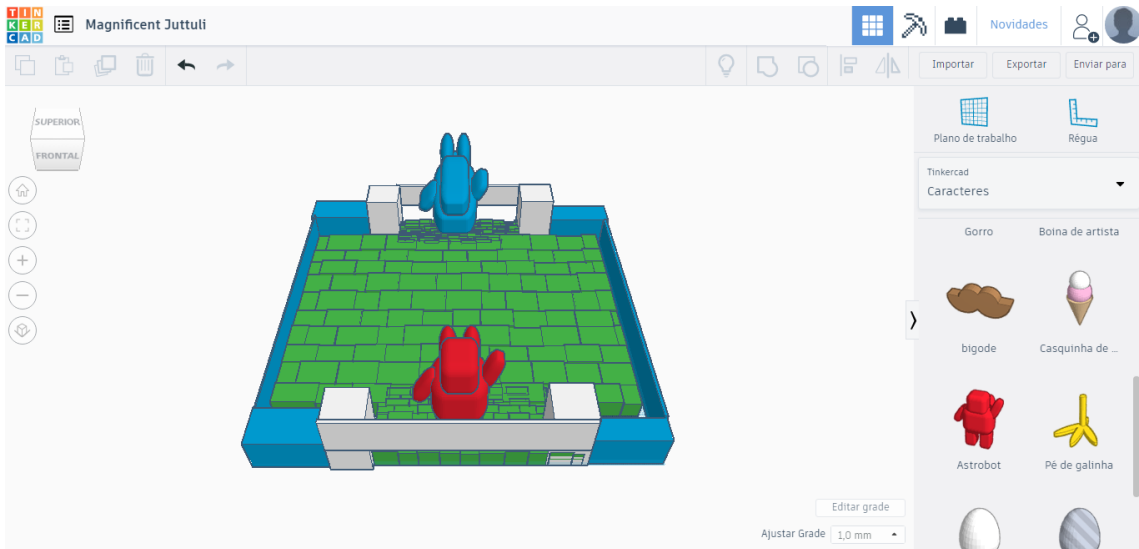 TIN
KER
CAD
Magnificent Juttuli
Novidades
Importar
Exportar
Enviar para
SUPERIOR
FRONTAL
Plano de trabalho
Régua
Tinkercad
Caracteres
Gorro
Boina de artista
bigode
Casquinha de ...
Astrobot
Pé de galinha
Editar grade
Ajustar Grade
1,0 mm